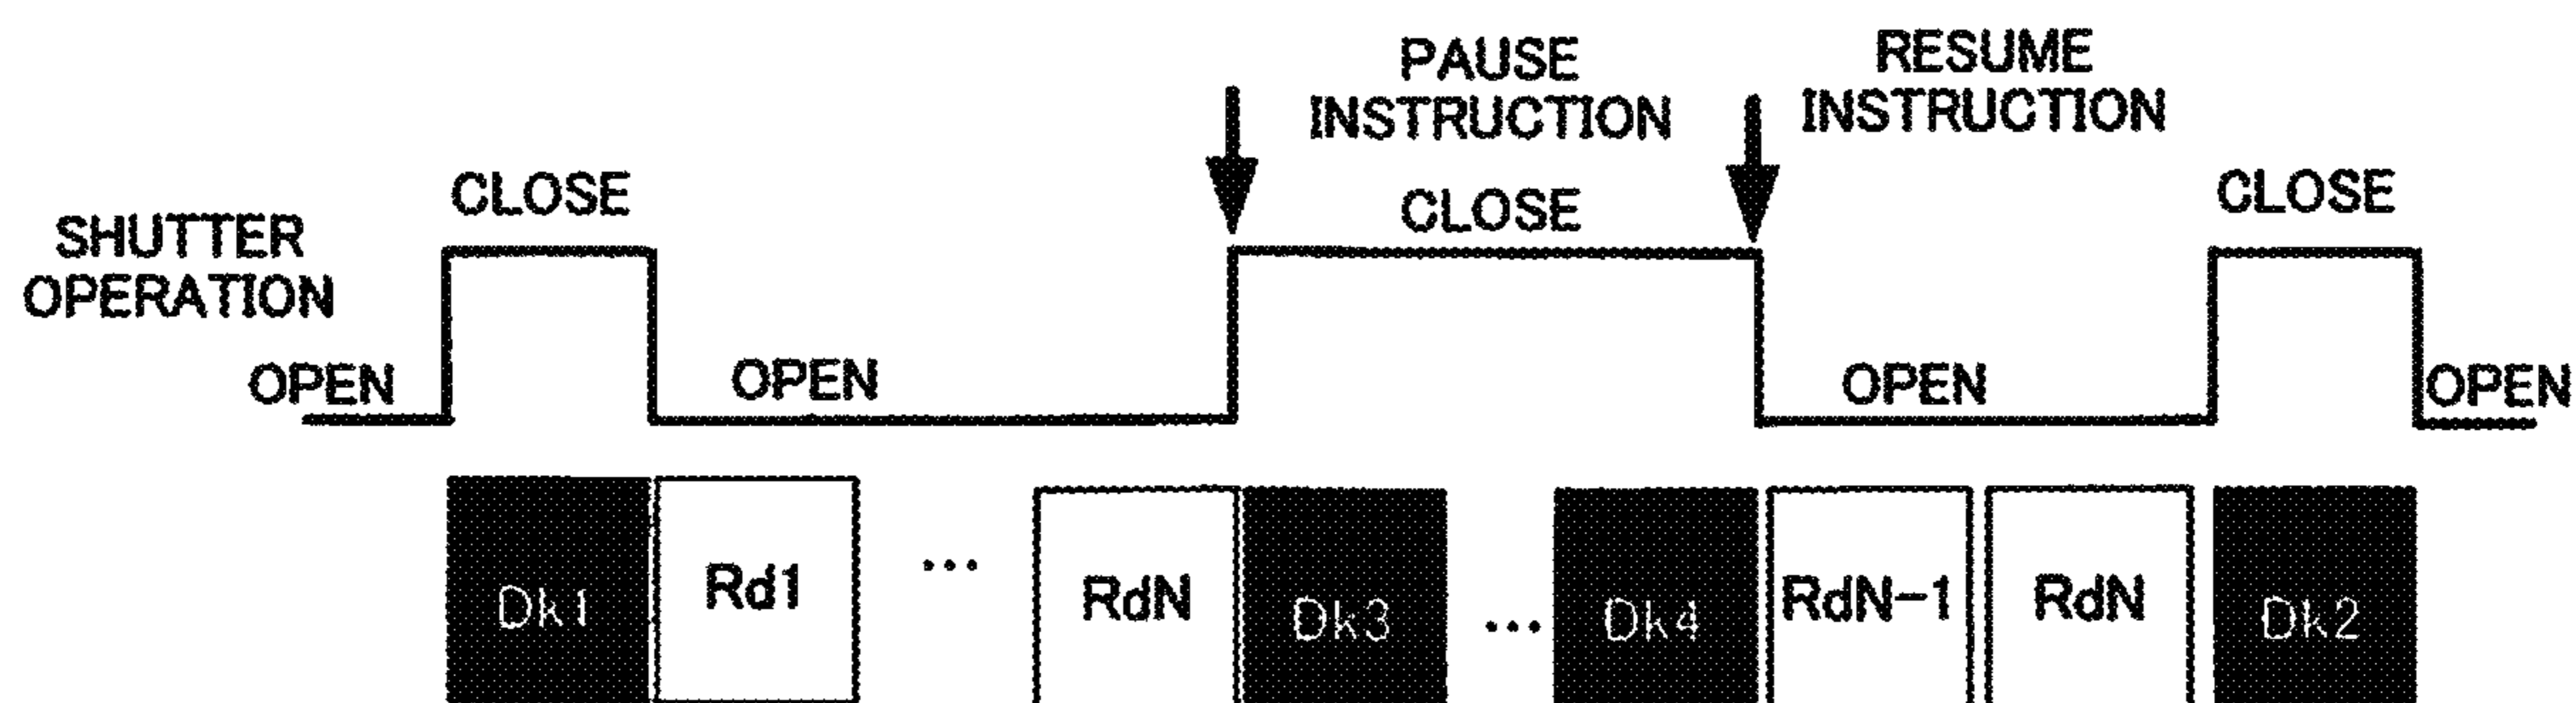 PAUSE
INSTRUCTION
RESUME
INSTRUCTION
SHUTTER
OPERATION
CLOSE
CLOSE
CLOSE
OPEN
OPEN
OPEN
OPEN
Dk1
Rd1
...
RdN
Dk3
...
Dk4
RdN-1
RdN
Dk2